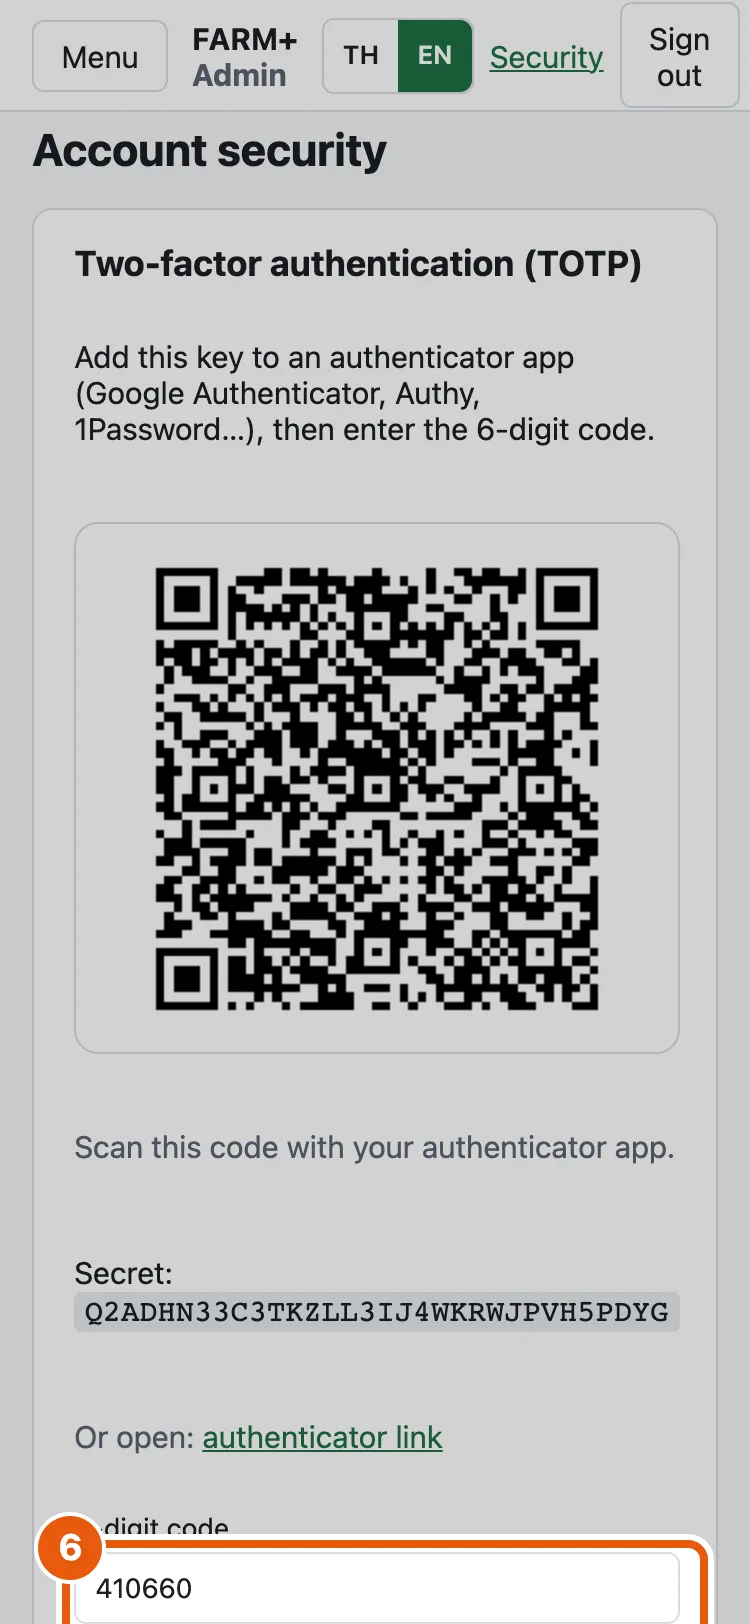 Menu
FARM+
Admin
TH
EN
Security
Sign
out
Account security
Two-factor authentication (TOTP)
Add this key to an authenticator app
(Google Authenticator, Authy,
1Password...), then enter the 6-digit code.
Scan this code with your authenticator app.
Secret:
Q2ADHN33C3TKZLL3IJ4WKRWJPVH5PDYG
Or open: authenticator link
-digit code
6
410660